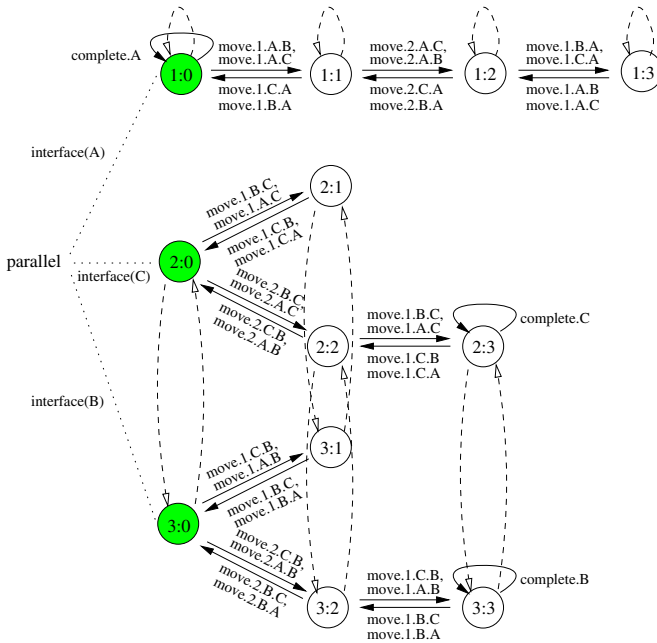 complete.A
move.1.A.B,
move.1.A.C
move.2.A.C,
move.2.A.B
move.1.B.A,
move.1.C.A
1:0
1:1
1:2
1:3
move.1.C.A
move.1.B.A
move.2.C.A
move.2.B.A
move.1.A.B
move.1.A.C
interface(A)
move.1.B.C,
move.1.A.C
2:1
move.1.C.B,
move.1.C.A
parallel
interface(C)
2:0
move.2.B.C,
move.2.A.C
move.2.C.B,
move.2.A.B
move.1.B.C,
move.1.A.C
2:2
2:3
complete.C
move.1.C.B
move.1.C.A
interface(B)
move.1.C.B,
move.1.A.B
3:1
move.1.B.C,
move.1.B.A
3:0
move.2.C.B,
move.2.A.B
move.2.B.C,
move.2.B.A
move.1.C.B,
move.1.A.B
3:2
3:3
complete.B
move.1.B.C
move.1.B.A